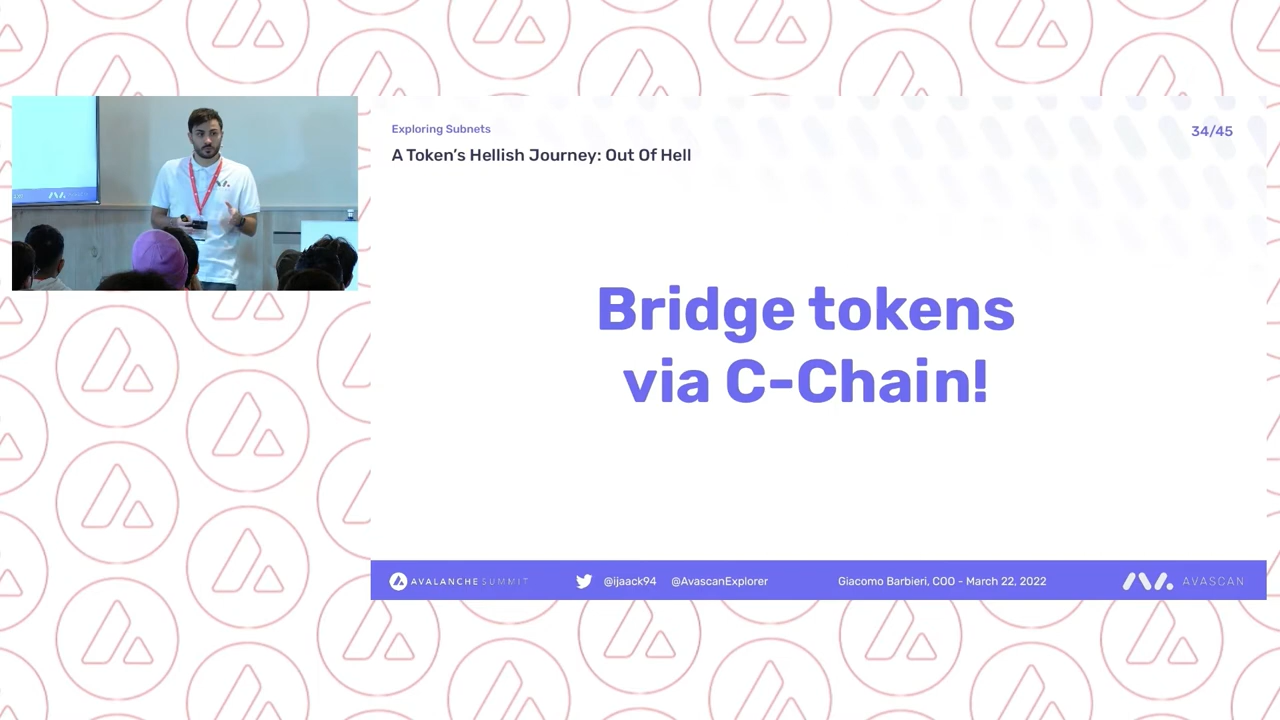 Exploring Subnets
34/45
A Token's Hellish Journey: Out Of Hell
Bridge tokens
via C-Chain!
AVALANCHE SUMMIT
@ijaack94 @AvascanExplorer
Giacomo Barbieri, COO - March 22, 2022
AVASCAN